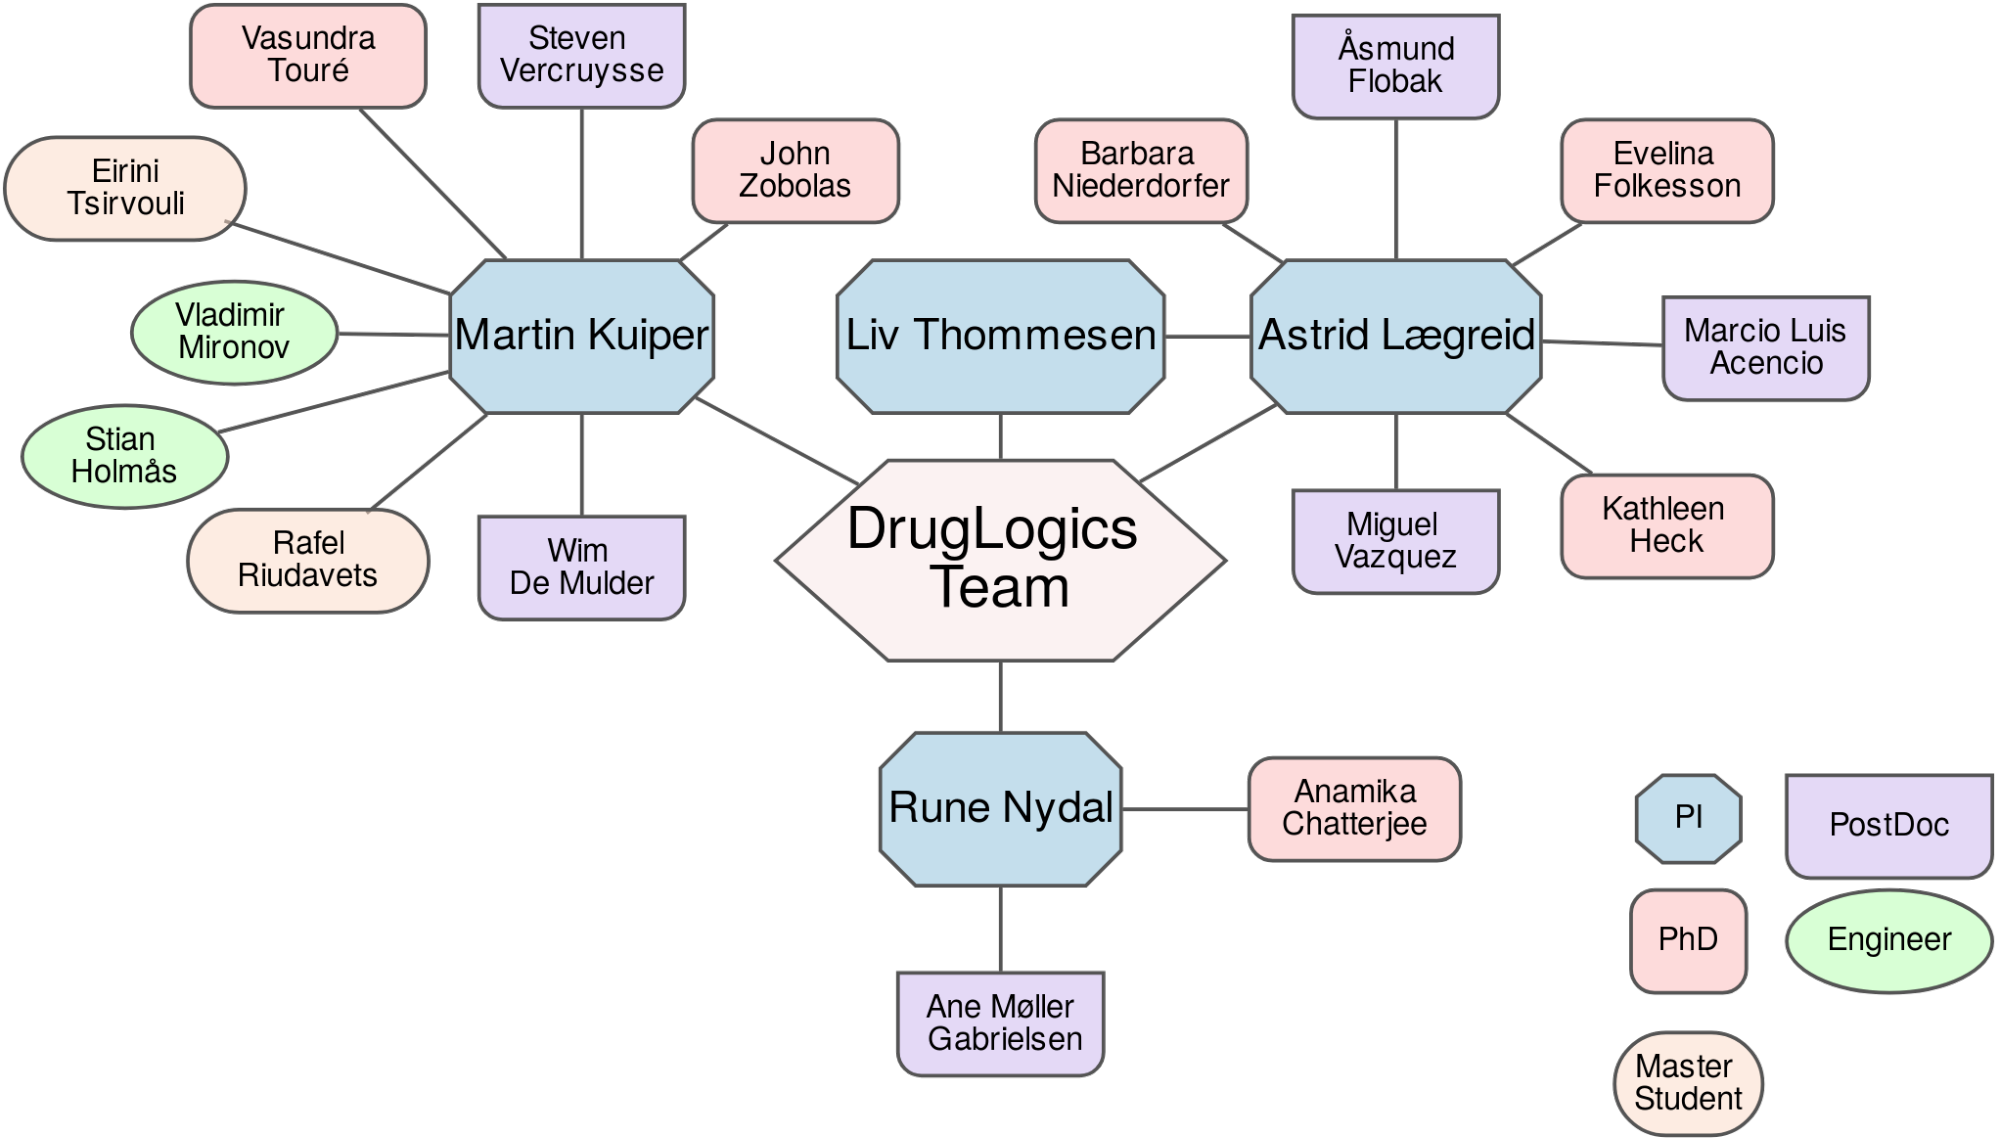 Vasundra
Touré
Steven
Vercruysse
Åsmund
Flobak
Eirini
Tsirvouli
John
Zobolas
Barbara
Niederdorfer
Evelina
Folkesson
Vladimir
Mironov
Martin Kuiper
Liv Thommesen
Astrid Lægreid
Marcio Luis
Acencio
Stian
Holmås
Rafel
Riudavets
Wim
De Mulder
DrugLogics
Team
Miguel
Vazquez
Kathleen
Heck
Rune Nydal
Anamika
Chatterjee
Ane Møller
Gabrielsen
PI
PostDoc
PhD
Engineer
Master
Student